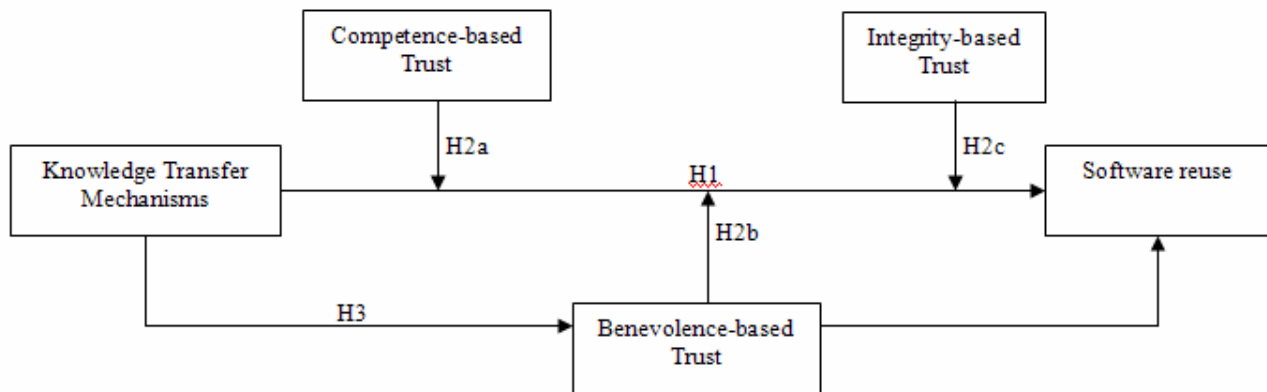 Competence-based
Trust
Integrity-based
Trust
H2a
H2c
Knowledge Transfer
Mechanisms
H1
Software reuse
H2b
H3
Benevolence-based
Trust